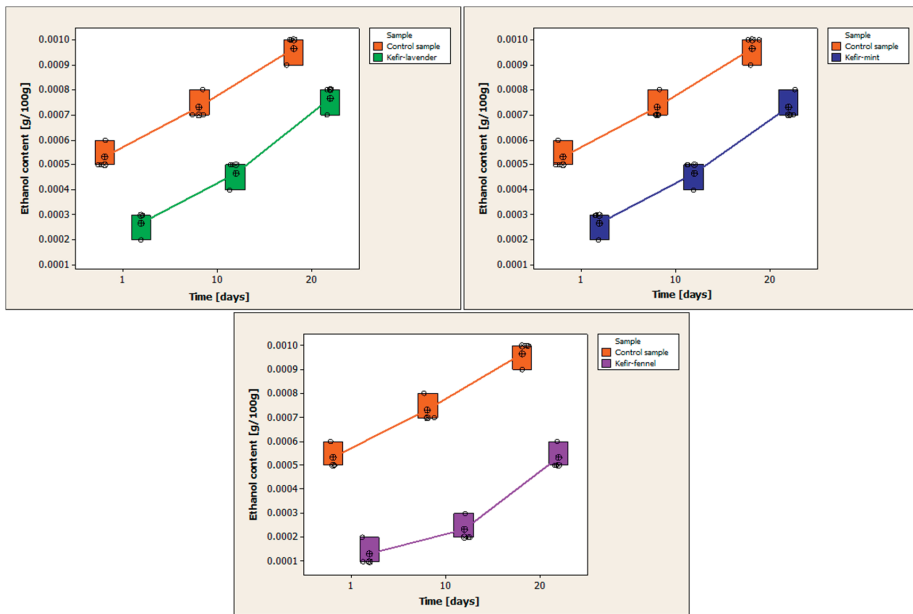 Ethanol content [g/100g]
0.0010
0.0009
0.0008
0.0007
0.0006
0.0005
0.0004
0.0003
0.0002
0.0001
1 10 20
Time [days]
Sample
Control sample
Kefir-lavender
Ethanol content [g/100g]
0.0010
0.0009
0.0008
0.0007
0.0006
0.0005
0.0004
0.0003
0.0002
0.0001
1 10 20
Time [days]
Sample
Control sample
Kefir-mint
Ethanol content [g/100g]
0.0010
0.0009
0.0008
0.0007
0.0006
0.0005
0.0004
0.0003
0.0002
0.0001
1 10 20
Time [days]
Sample
Control sample
Kefir-fennel